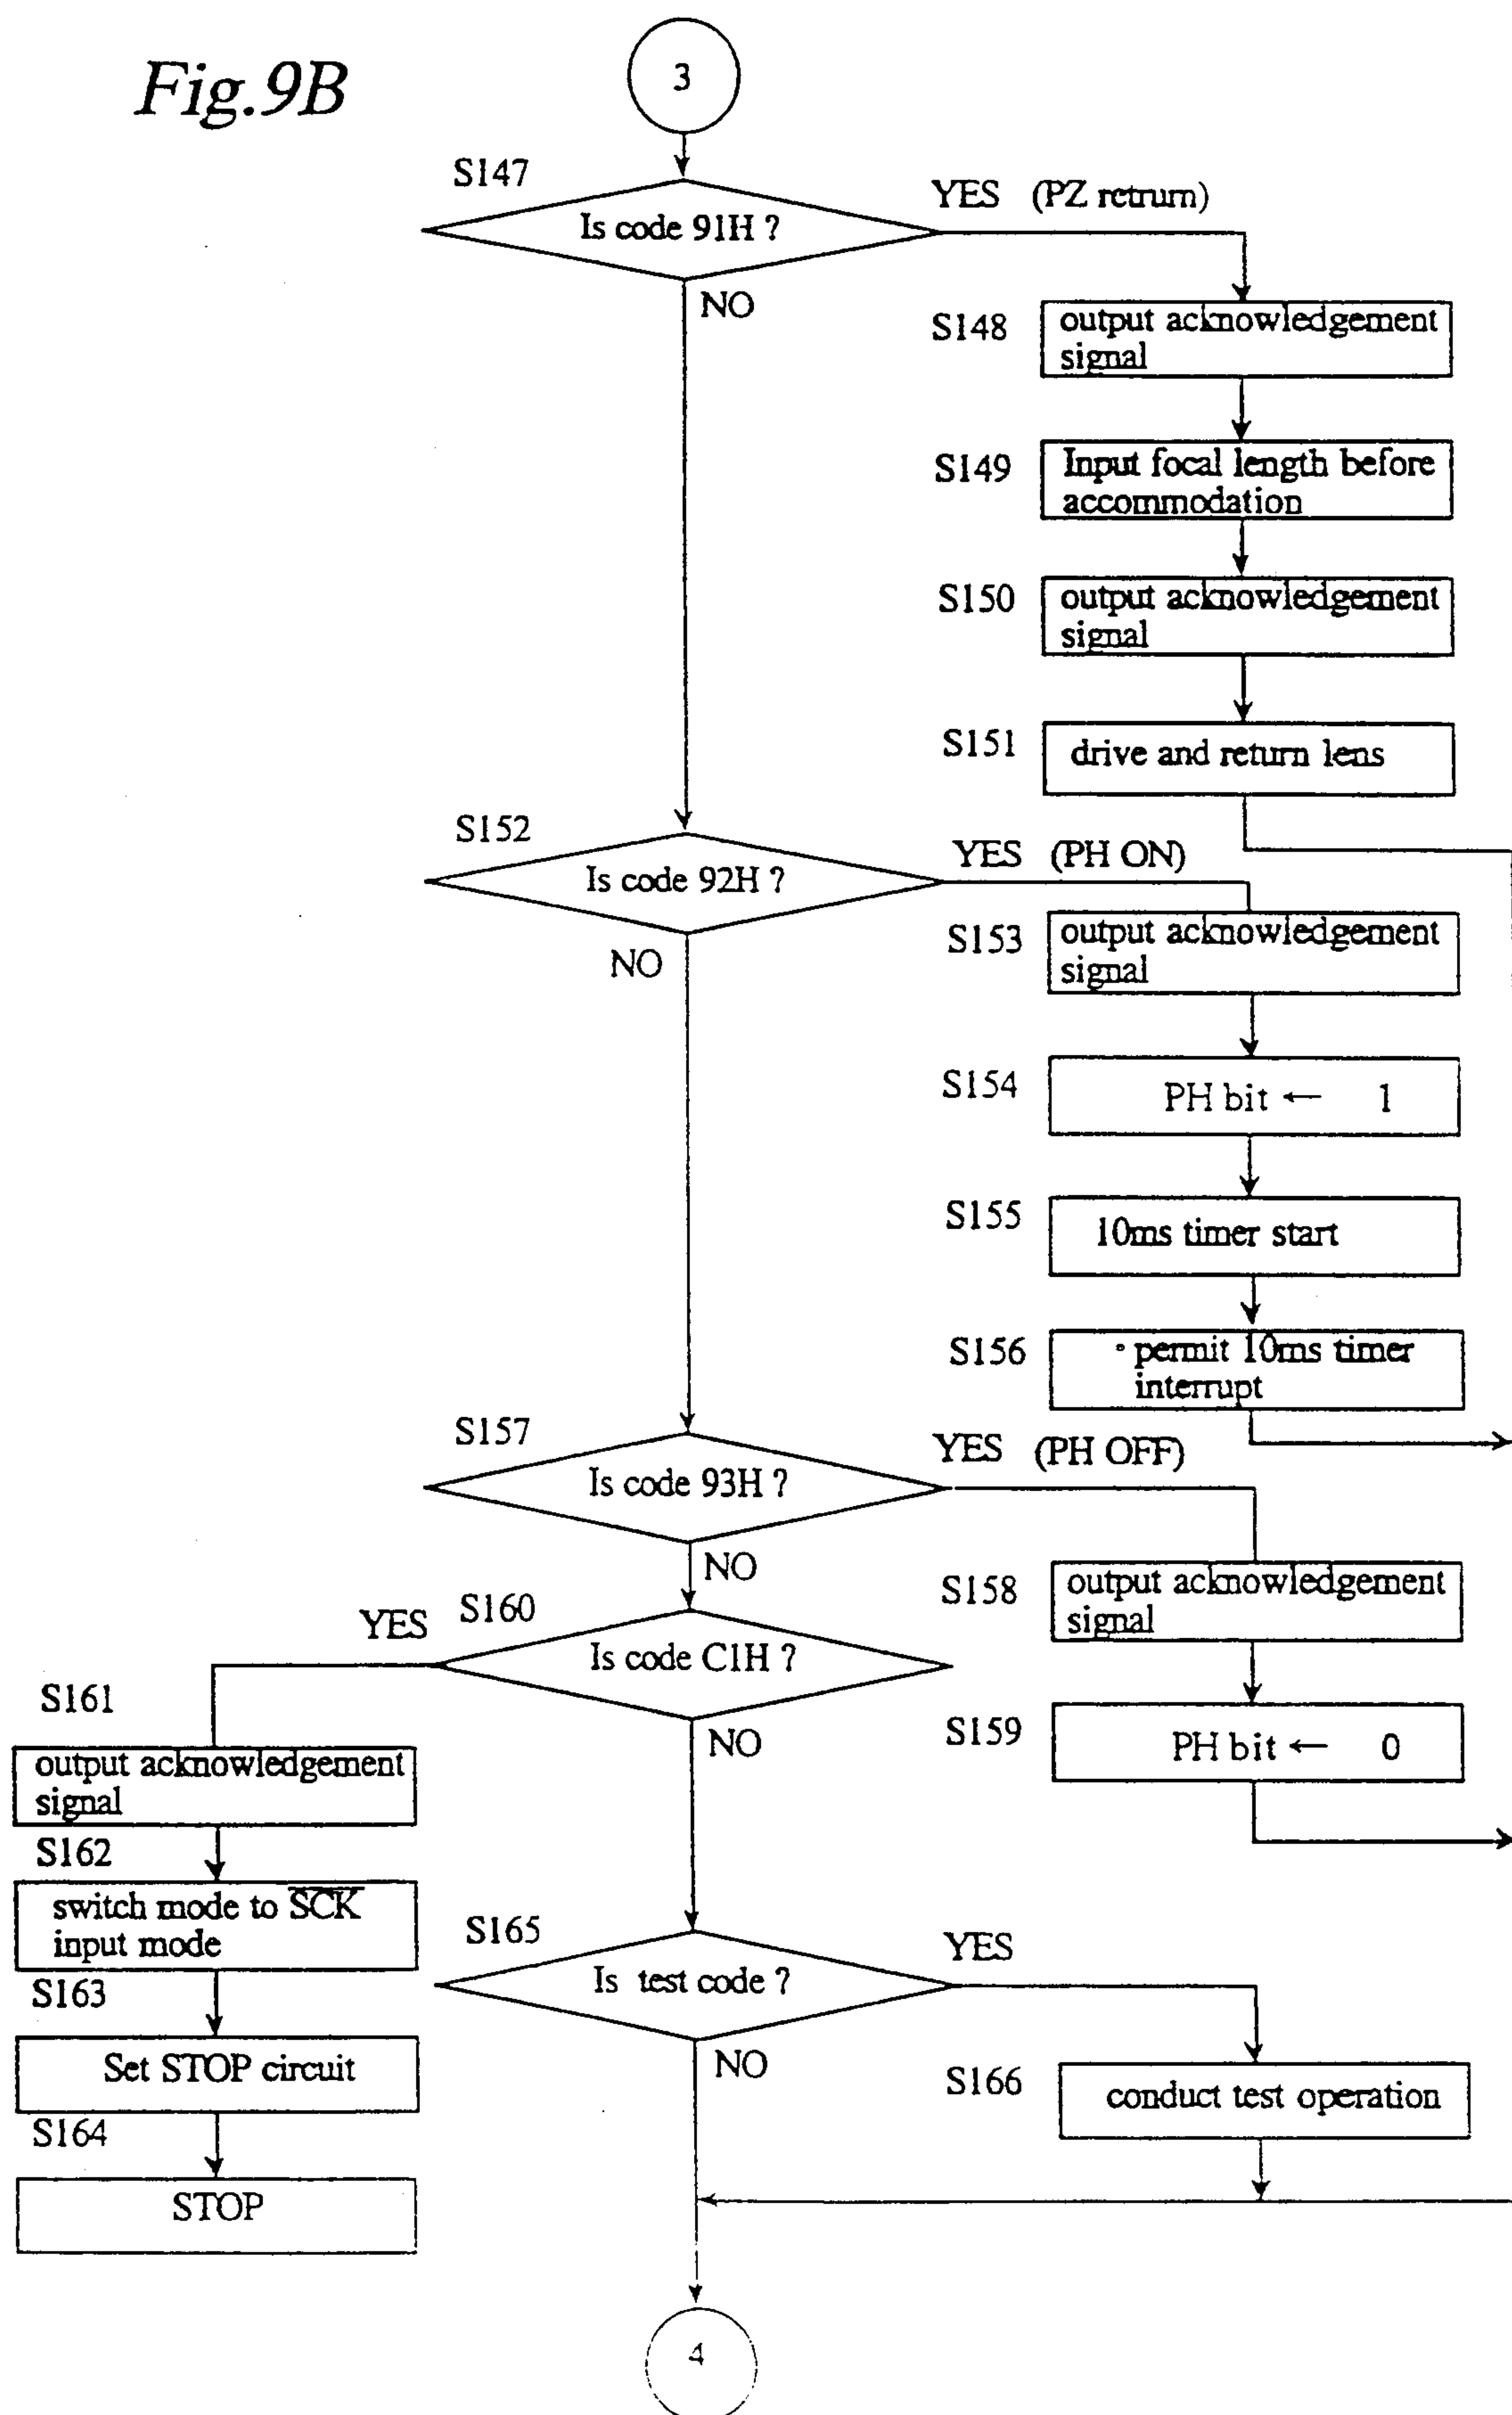 Fig.9B
3
S147
Is code 91H ?
YES (PZ retrum)
NO
S148
output acknowledgement
signal
S149
Input focal length before
accommodation
S150
output acknowledgement
signal
S151
drive and return lens
S152
Is code 92H ?
YES (PH ON)
NO
S153
output acknowledgement
signal
S154
PH bit ← 1
S155
10ms timer start
S156
permit 10ms timer
interrupt
S157
Is code 93H ?
YES (PH OFF)
NO
S158
output acknowledgement
signal
S159
PH bit ← 0
S160
Is code C1H ?
YES
NO
S161
output acknowledgement
signal
S162
switch mode to S̅C̅K̅
input mode
S163
Set STOP circuit
S164
STOP
S165
Is test code ?
YES
NO
S166
conduct test operation
4